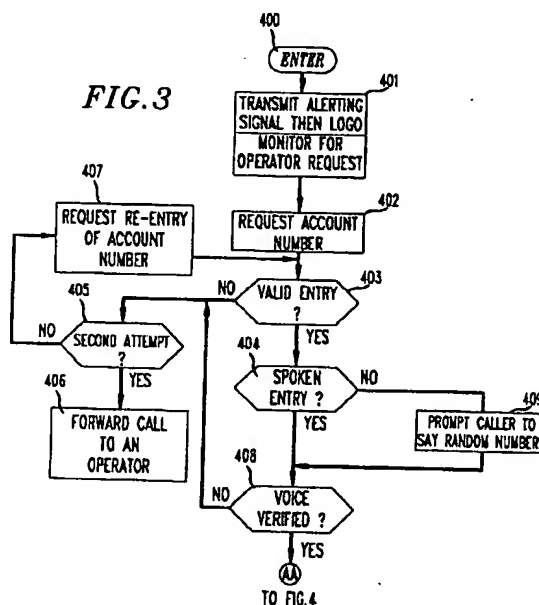 400
ENTER
FIG.3
401
TRANSMIT ALERTING
SIGNAL THEN LOGO
MONITOR FOR
OPERATOR REQUEST
407
REQUEST RE-ENTRY
OF ACCOUNT
NUMBER
402
REQUEST ACCOUNT
NUMBER
403
VALID ENTRY
?
NO
YES
405
SECOND ATTEMPT
?
NO
YES
404
SPOKEN
ENTRY ?
NO
YES
406
FORWARD CALL
TO AN
OPERATOR
409
PROMPT CALLER TO
SAY RANDOM NUMBER
408
VOICE
VERIFIED ?
NO
YES
AA
TO FIG.4